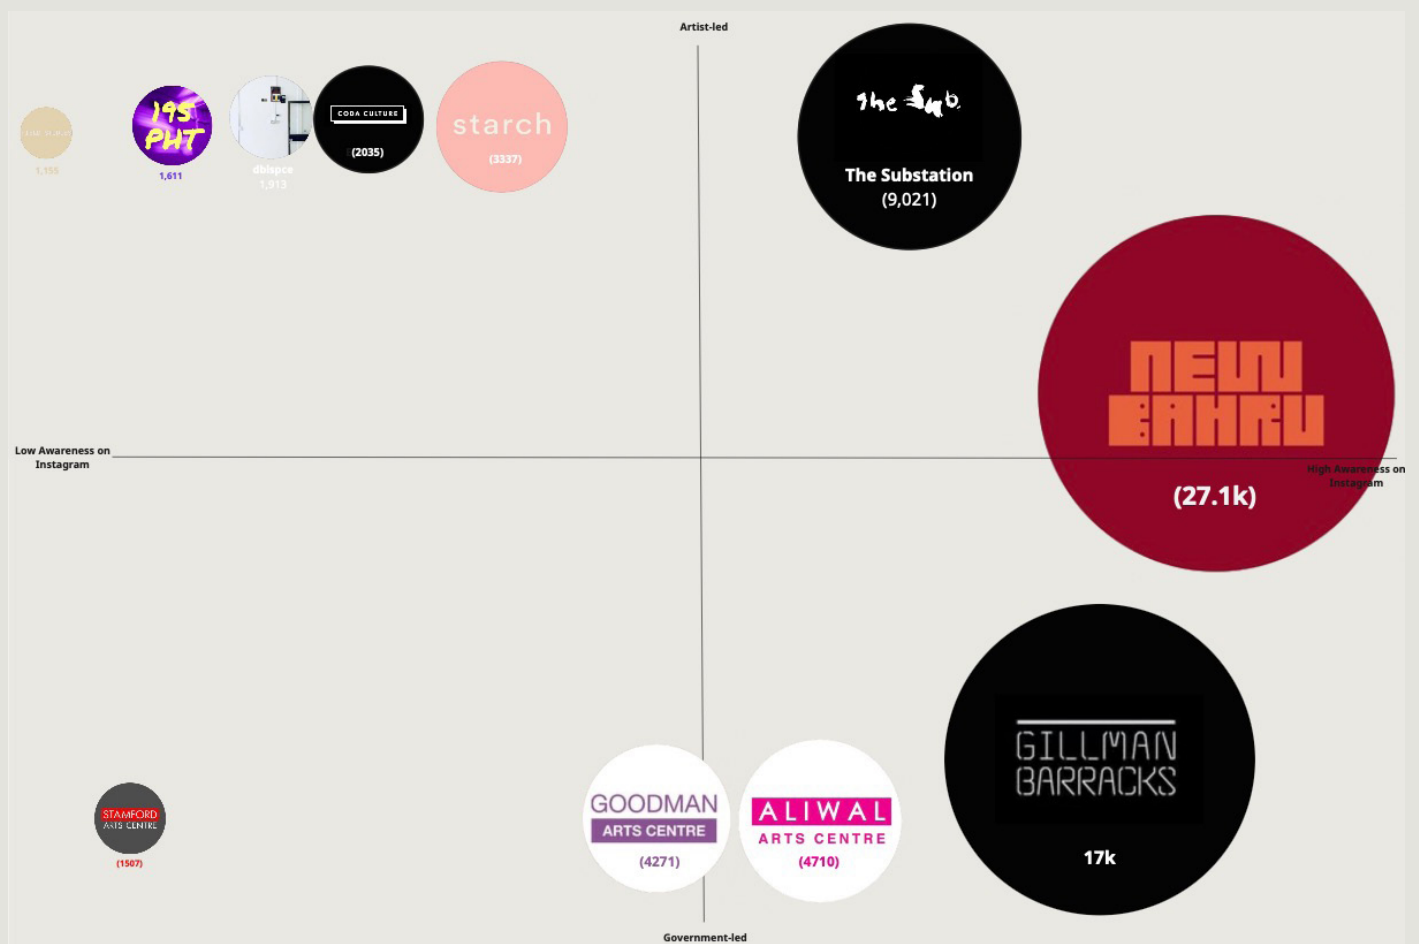 Artist-led
The Sub.
The Substation
(9,021)
195
PHT
1,611
dblspce
1,913
CODA CULTURE
(2035)
starch
(3337)
1,155
NEW
BAHRU
(27.1k)
Low Awareness on
Instagram
High Awareness on
Instagram
GILLMAN
BARRACKS
17k
STAMFORD
ARTS CENTRE
(1507)
GOODMAN
ARTS CENTRE
(4271)
ALIWAL
ARTS CENTRE
(4710)
Government-led